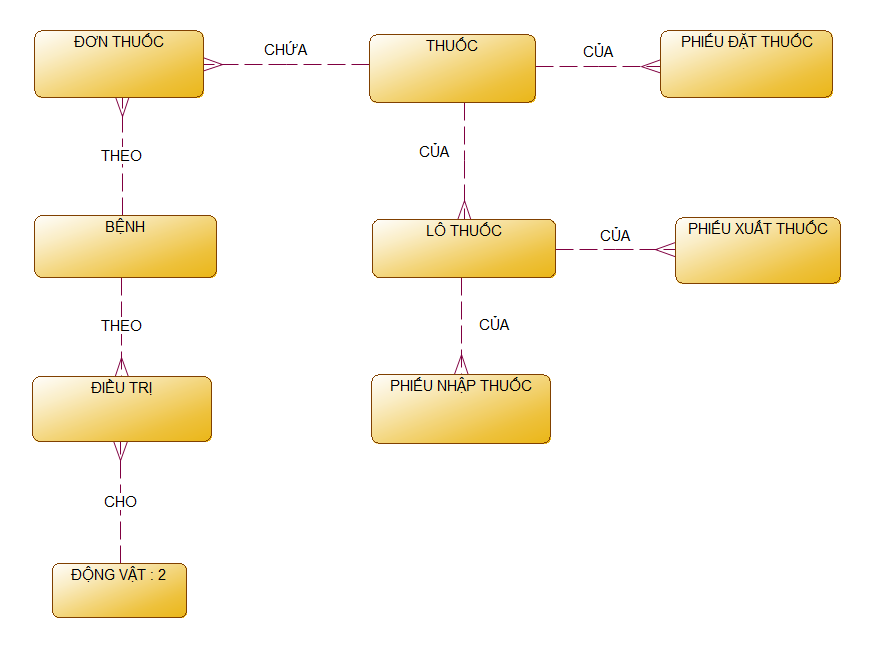 ĐƠN THUỐC
CHỨA
THUỐC
CỦA
PHIẾU ĐẶT THUỐC
THEO
CỦA
BỆNH
LÔ THUỐC
CỦA
PHIẾU XUẤT THUỐC
THEO
CỦA
ĐIỀU TRỊ
PHIẾU NHẬP THUỐC
CHO
ĐỘNG VẬT : 2